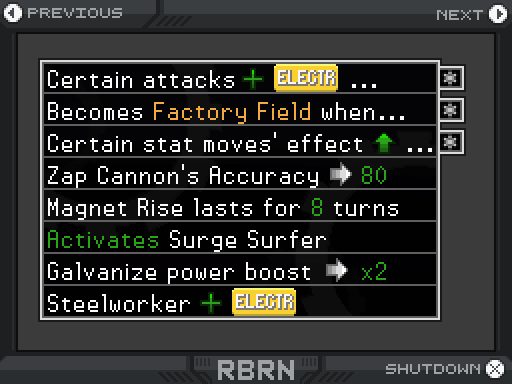 PREVIOUS
NEXT
Certain attacks + ELECTR ...
Becomes Factory Field when...
Certain stat moves' effect ↑ ...
Zap Cannon's Accuracy → 80
Magnet Rise lasts for 8 turns
Activates Surge Surfer
Galvanize power boost → x2
Steelworker + ELECTR
RBRN
SHUTDOWN